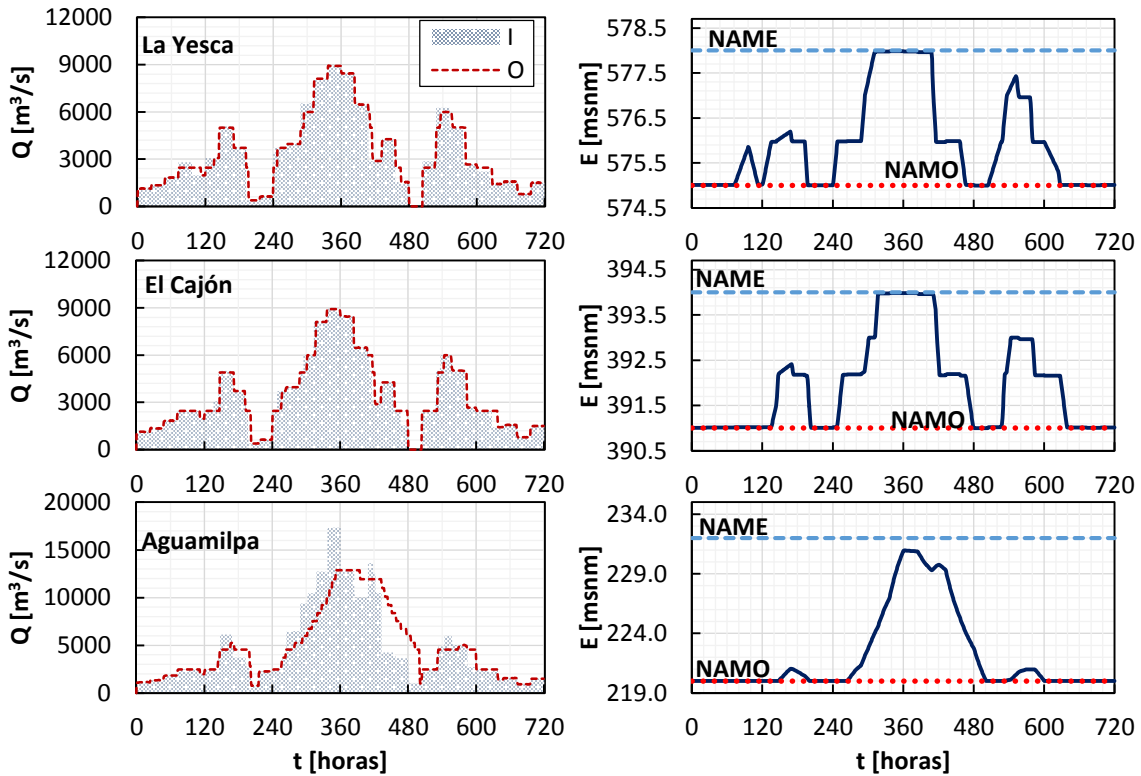 12000
9000
6000
3000
0
Q [m³/s]
La Yesca
I
O
0 120 240 360 480 600 720
578.5
577.5
576.5
575.5
574.5
E [msnm]
NAME
NAMO
0 120 240 360 480 600 720
12000
9000
6000
3000
0
Q [m³/s]
El Cajón
0 120 240 360 480 600 720
394.5
393.5
392.5
391.5
390.5
E [msnm]
NAME
NAMO
0 120 240 360 480 600 720
20000
15000
10000
5000
0
Q [m³/s]
Aguamilpa
0 120 240 360 480 600 720
t [horas]
234.0
229.0
224.0
219.0
E [msnm]
NAME
NAMO
0 120 240 360 480 600 720
t [horas]